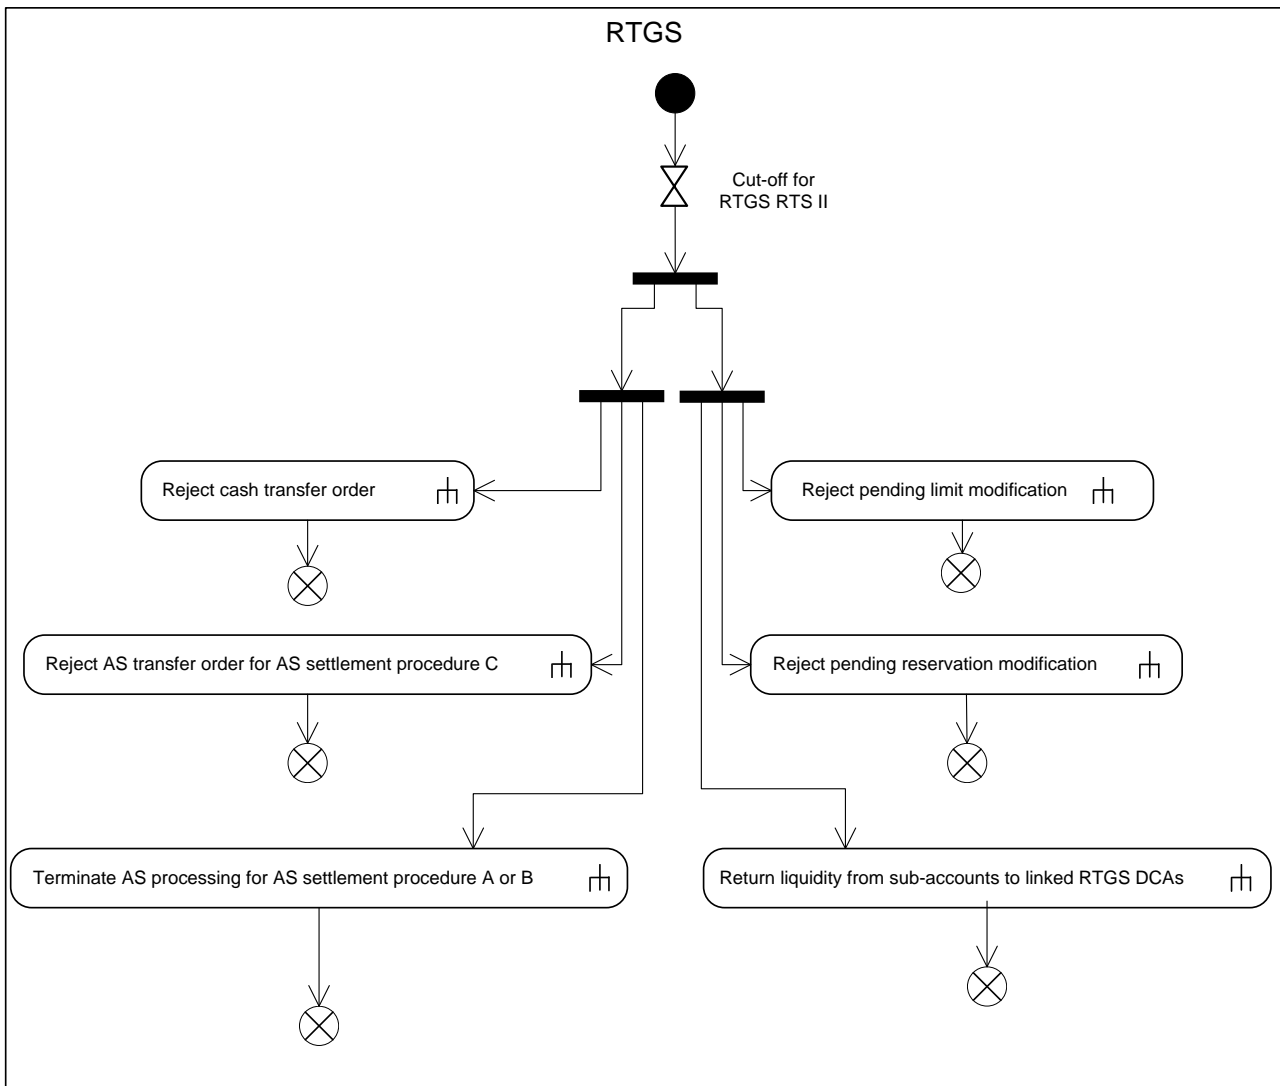 RTGS
Cut-off for
RTGS RTS II
Reject cash transfer order
Reject pending limit modification
Reject AS transfer order for AS settlement procedure C
Reject pending reservation modification
Terminate AS processing for AS settlement procedure A or B
Return liquidity from sub-accounts to linked RTGS DCAs